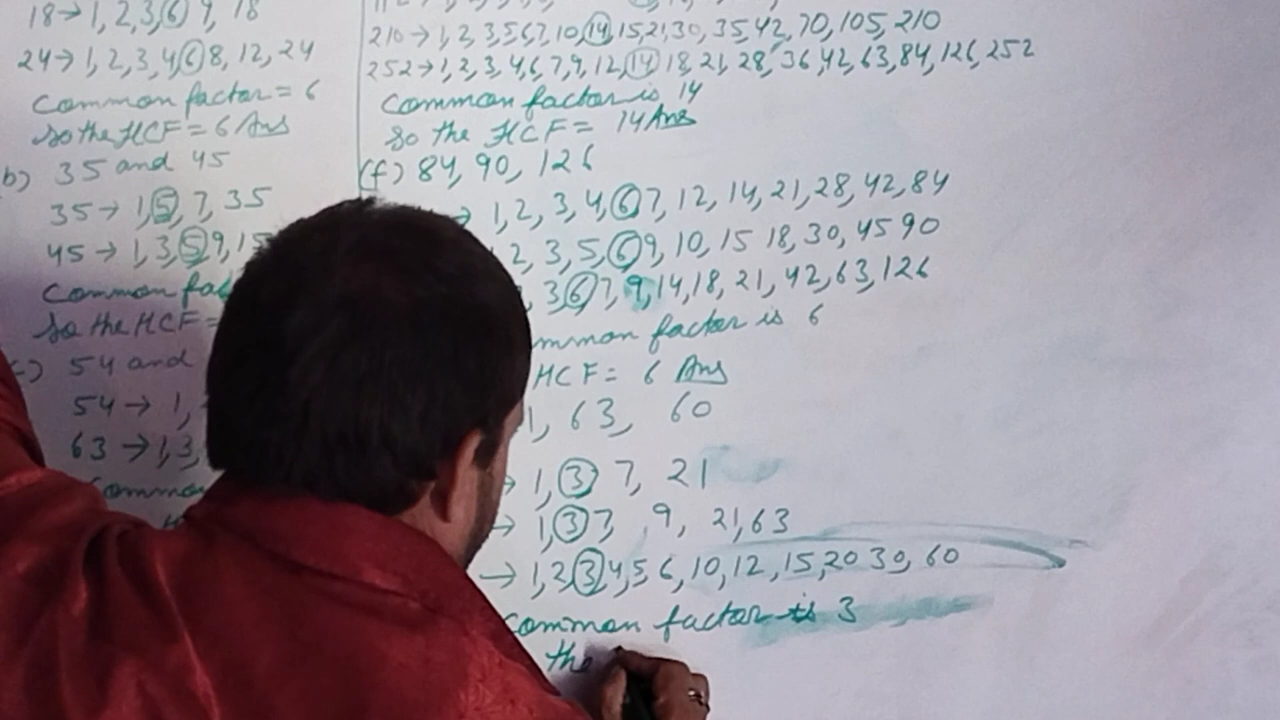 18→1,2,3,6,9,18
24→1,2,3,4,6,8,12,24
Common factor = 6
So the HCF = 6 Ans
b) 35 and 45
35→1,5,7,35
45→1,3,5,9,15
Common fac
So the HCF =
c) 54 and
54→1,
63→1,3,
Common
210→1,2,3,5,6,7,10,14,15,21,30,35,42,70,105,210
252→1,2,3,4,6,7,9,12,14,18,21,28,36,42,63,84,126,252
Common factor is 14
So the HCF = 14 Ans
(f) 84, 90, 126
→ 1,2,3,4,6,7,12,14,21,28,42,84
2,3,5,6,9,10,15 18,30,45 90
,3,6,7,9,14,18,21,42,63,126
mmon factor is 6
HCF = 6 Ans
1, 63, 60
→ 1,3,7,21
→ 1,3,7,9,21,63
→ 1,2,3,4,5 6,10,12,15,20 30,60
Common factor is 3
the